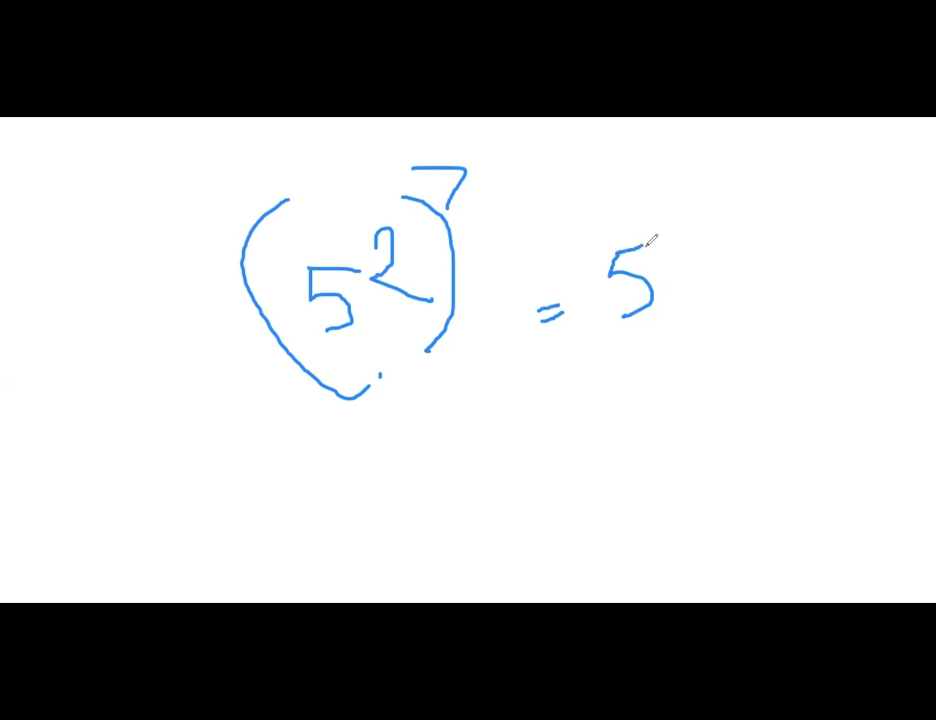 (5²)⁷ = 5